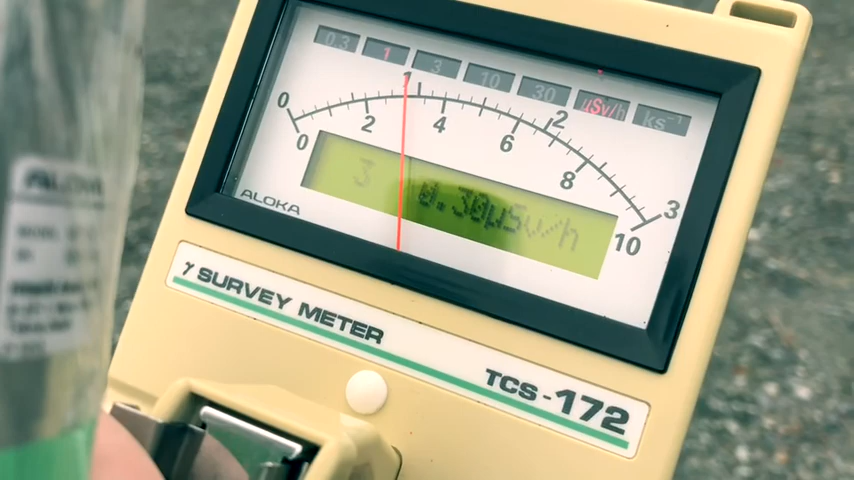 0.3 1 3 10 30 μSv/h ks⁻¹
0 1 2 3
0 2 4 6 8 10
3 0.30μSv/h
ALOKA
γ SURVEY METER
TCS-172
ALOKA